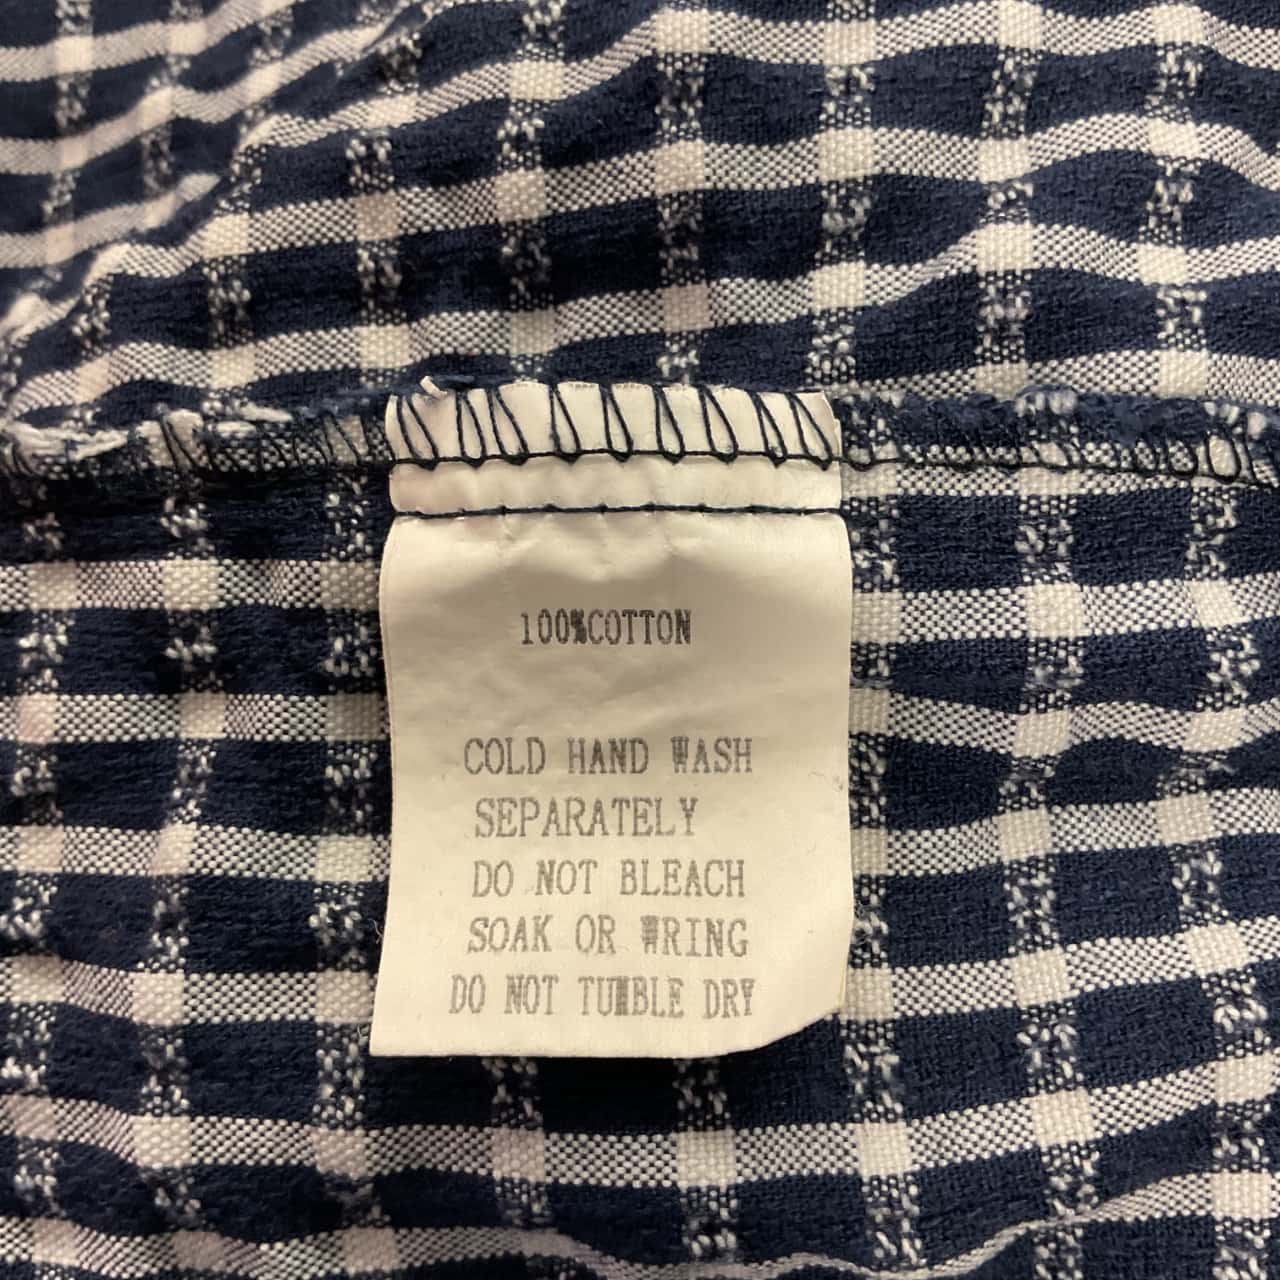 100%COTTON
COLD HAND WASH
SEPARATELY
DO NOT BLEACH
SOAK OR WRING
DO NOT TUMBLE DRY